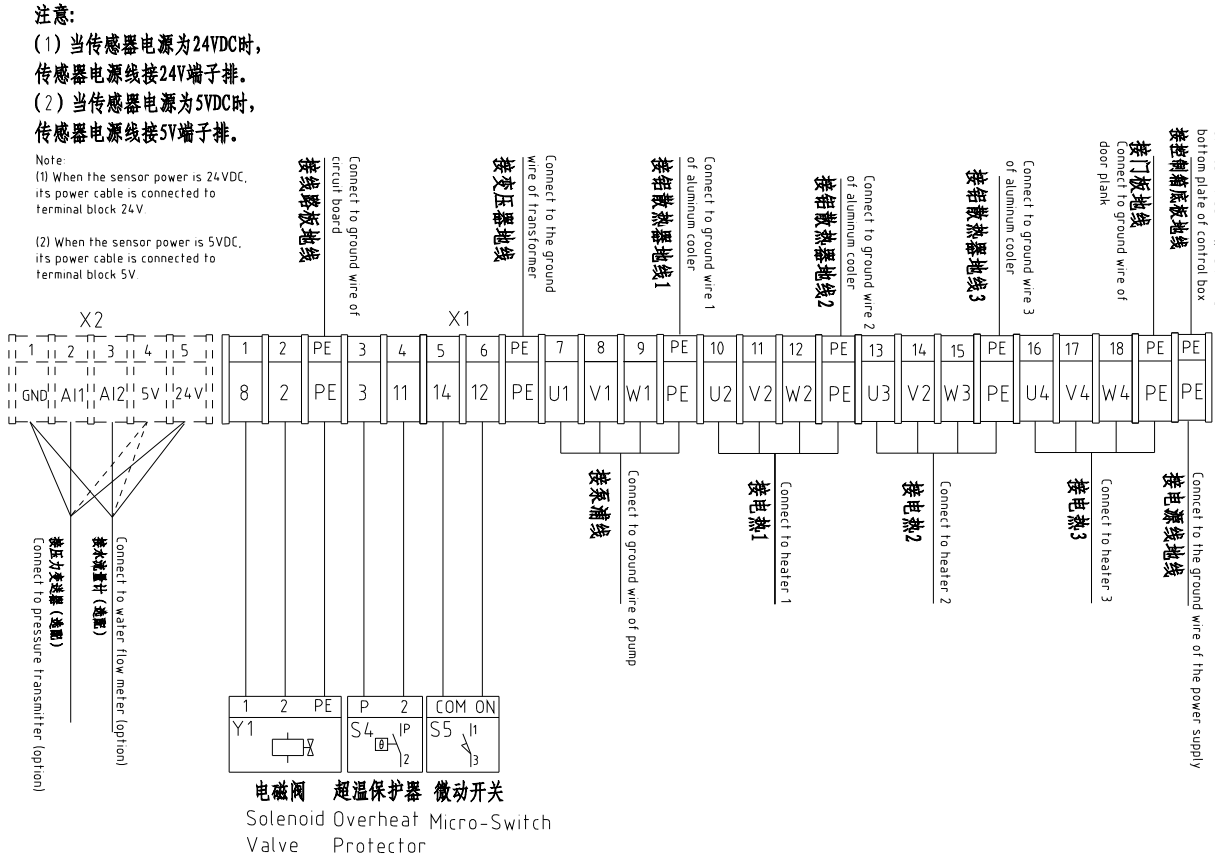 注意:
(1) 当传感器电源为24VDC时,
传感器电源线接24V端子排。
(2) 当传感器电源为5VDC时,
传感器电源线接5V端子排。
Note:
(1) When the sensor power is 24VDC,
its power cable is connected to
terminal block 24V.
(2) When the sensor power is 5VDC,
its power cable is connected to
terminal block 5V.
Connect to ground wire of
circuit board
接线路板地线
Connect to the ground
wire of transformer
接变压器地线
Connect to ground wire 1
of aluminum cooler
接铝散热器地线1
Connect to ground wire 2
of aluminum cooler
接铝散热器地线2
Connect to ground wire 3
of aluminum cooler
接铝散热器地线3
Connect to ground wire of
door plank
接门板地线
bottom plate of control box
接控制箱底板地线
X2
X1
1 2 3 4 5
GND AI1 AI2 5V 24V
1 2 PE 3 4 5 6 PE 7 8 9 PE 10 11 12 PE 13 14 15 PE 16 17 18 PE PE
8 2 PE 3 11 14 12 PE U1 V1 W1 PE U2 V2 W2 PE U3 V2 W3 PE U4 V4 W4 PE PE
接压力变送器(选配)
Connect to pressure transmitter (option)
Connect to water flow meter (option)
接水流量计(选配)
Connect to ground wire of pump
接泵浦线
Connect to heater 1
接电热1
Connect to heater 2
接电热2
Connect to heater 3
接电热3
Conncet to the ground wire of the power supply
接电源线地线
1 2 PE
Y1
P 2
S4
θ
P
2
COM ON
S5
1
3
电磁阀 超温保护器 微动开关
Solenoid Overheat Micro-Switch
Valve Protector